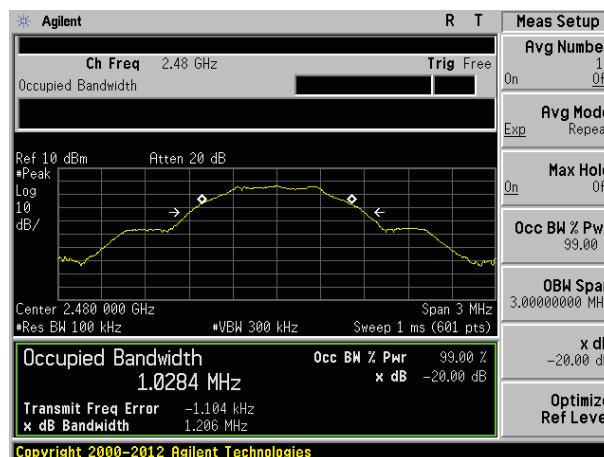 Agilent R T Meas Setup
Avg Number
1
On Of
Ch Freq 2.48 GHz Trig Free
Occupied Bandwidth
Avg Mode
Exp Repea
Ref 10 dBm Atten 20 dB
#Peak
Log
10
dB/
Max Hol
On Of
Occ BW % Pw
99.00
OBW Spa
3.00000000 MH
Center 2.480 000 GHz Span 3 MHz
#Res BW 100 kHz #VBW 300 kHz Sweep 1 ms (601 pts)
x d
-20.00 d
Occupied Bandwidth Occ BW % Pwr 99.00 %
1.0284 MHz x dB -20.00 dB
Transmit Freq Error -1.104 kHz
x dB Bandwidth 1.206 MHz
Optimiz
Ref Leve
Copyright 2000-2012 Agilent Technologies